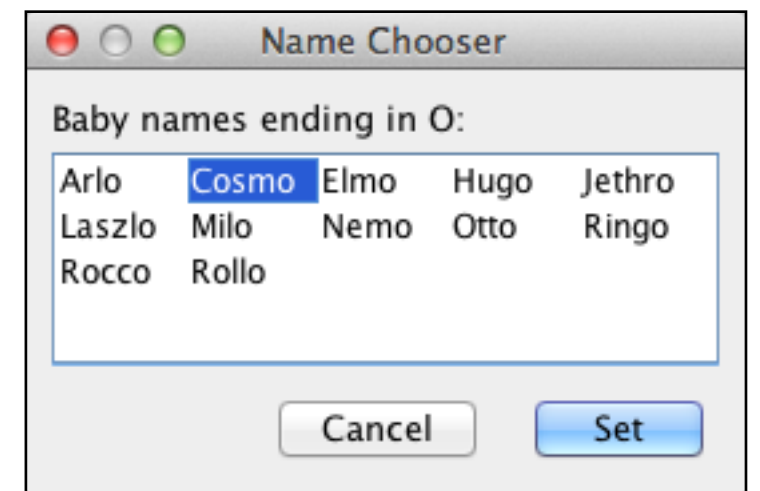 Name Chooser
Baby names ending in O:
Arlo Cosmo Elmo Hugo Jethro
Laszlo Milo Nemo Otto Ringo
Rocco Rollo
Cancel Set